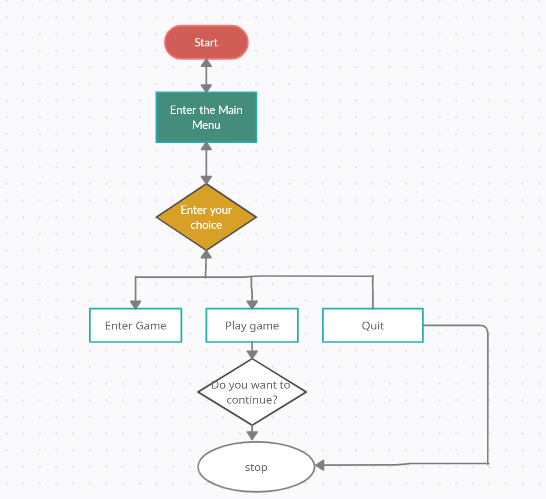 Start
Enter the Main
Menu
Enter your
choice
Enter Game
Play game
Quit
Do you want to
continue?
stop